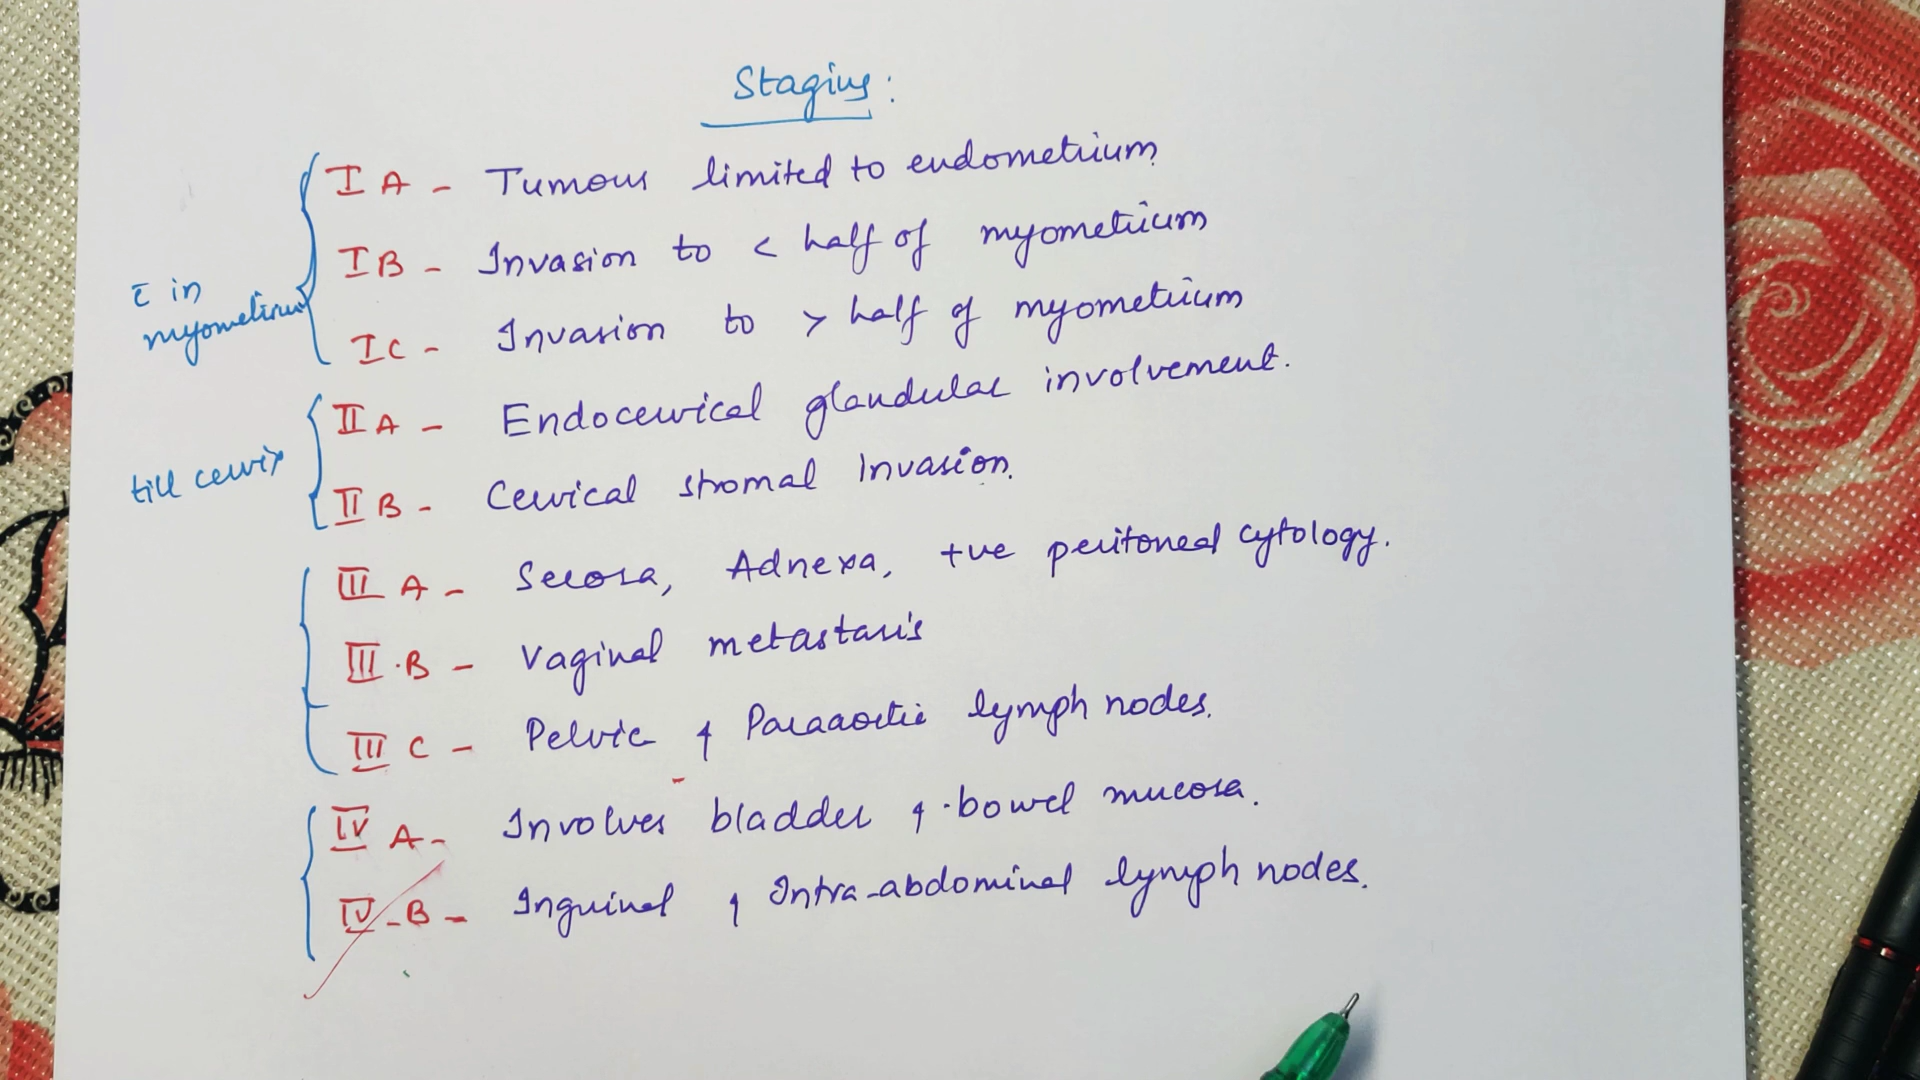 Staging:
I A - Tumour limited to endometrium
I B - Invasion to < half of myometrium
I C - Invasion to > half of myometrium
c̄ in
myometrium
II A - Endocervical glandular involvement.
till cervix
II B - Cervical stromal invasion.
III A - Serosa, Adnexa, +ve peritoneal cytology.
III B - Vaginal metastasis
III C - Pelvic & Paraaortic lymph nodes.
IV A - Involves bladder & bowel mucosa.
IV B - Inguinal & Intra-abdominal lymph nodes.